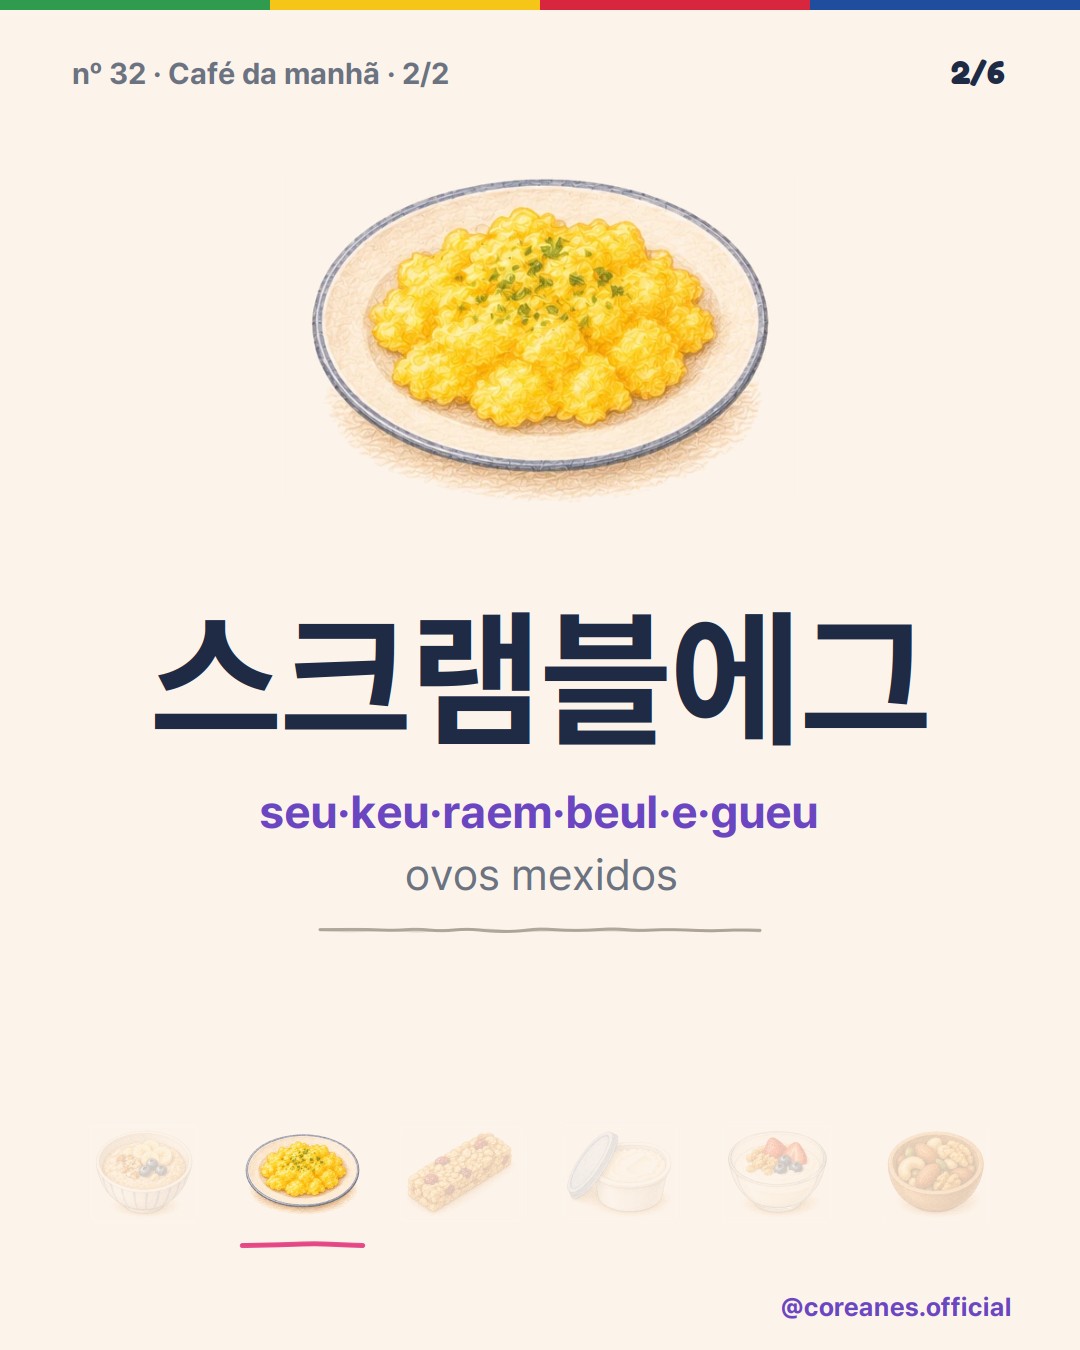 nº 32 · Café da manhã · 2/2
2/6
스크램블에그
seu·keu·raem·beul·e·gueu
ovos mexidos
@coreanes.official